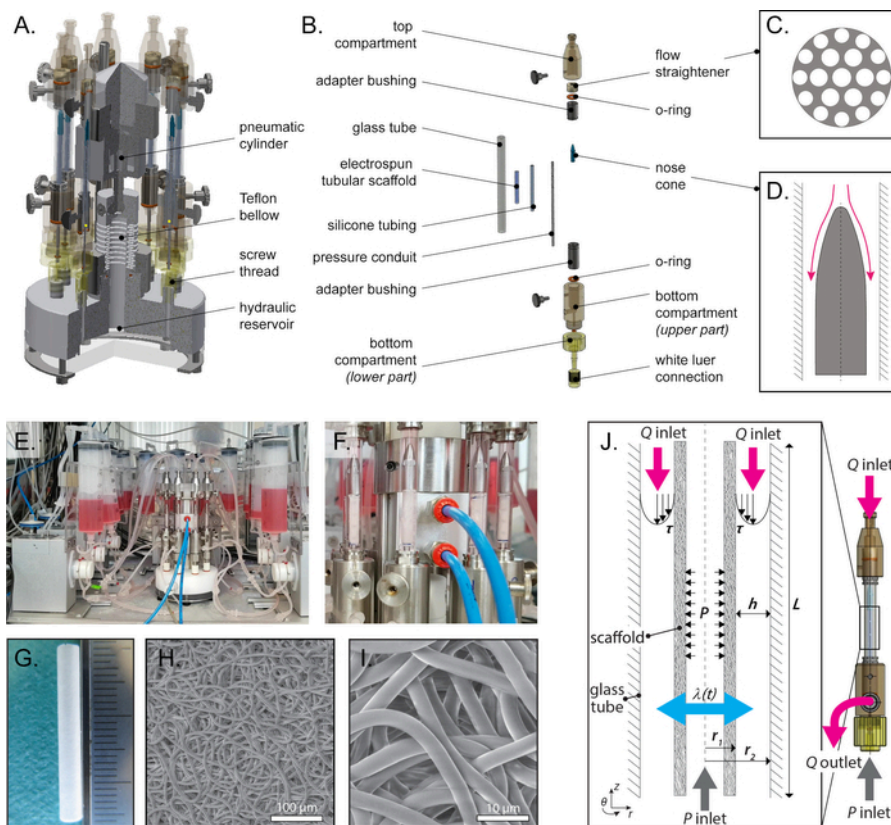 A.
pneumatic
cylinder
Teflon
bellow
screw
thread
hydraulic
reservoir
B.
top
compartment
adapter bushing
glass tube
electrospun
tubular scaffold
silicone tubing
pressure conduit
adapter bushing
bottom
compartment
(lower part)
flow
straightener
o-ring
nose
cone
o-ring
bottom
compartment
(upper part)
white luer
connection
C.
D.
E.
F.
G.
H
100 µm
I
10 µm
J.
Q inlet
Q inlet
τ
τ
P
h
L
scaffold
glass
tube
λ(t)
r1
r2
z
θ
r
P inlet
Q inlet
Q outlet
P inlet